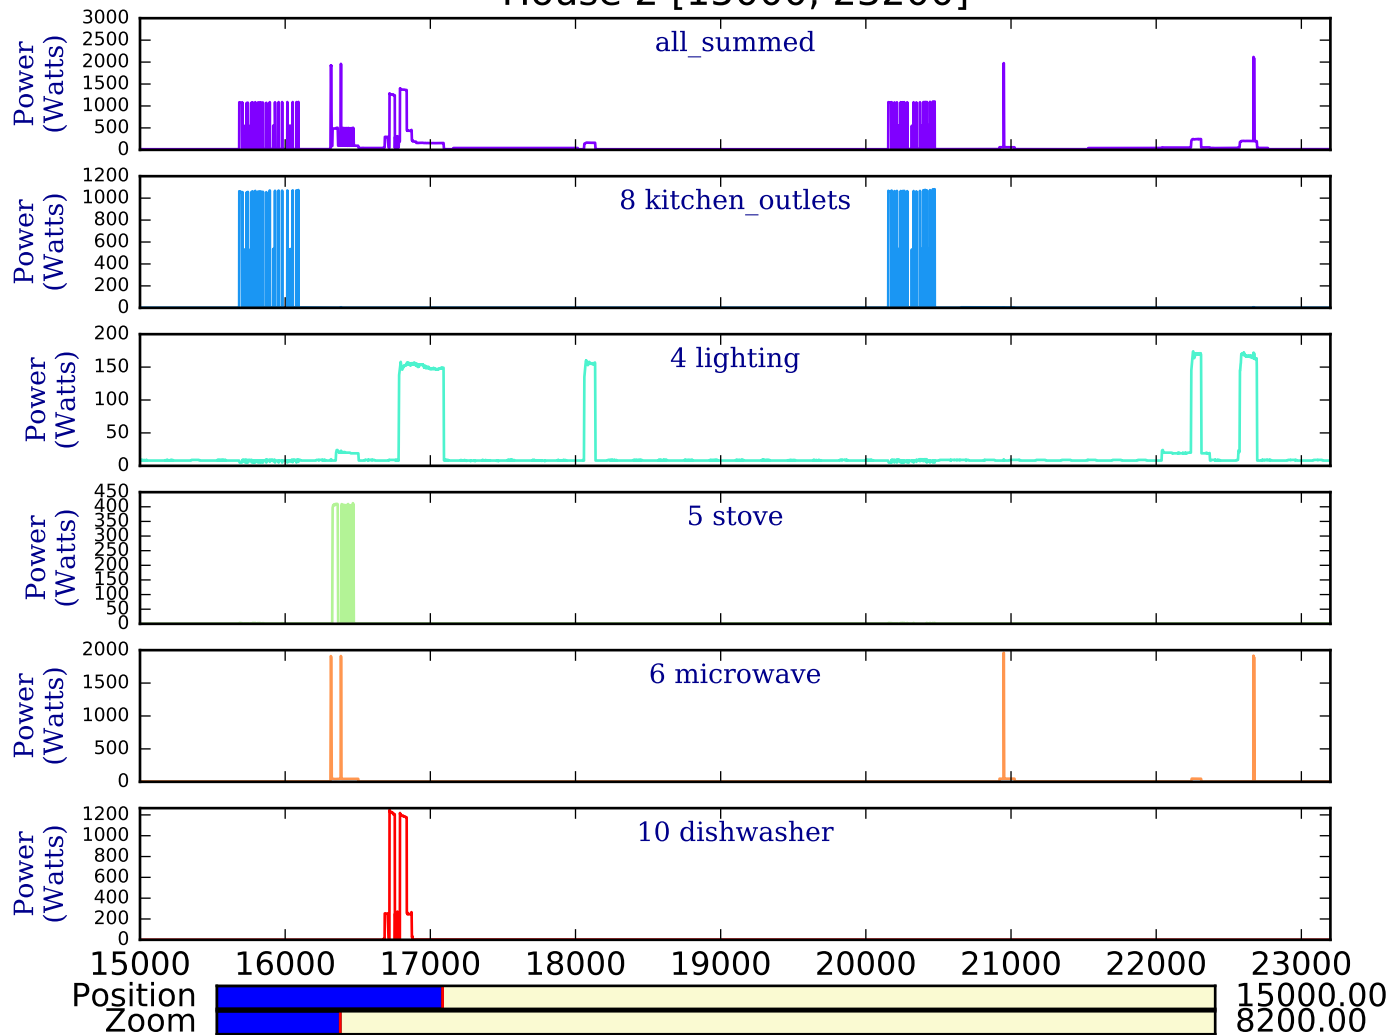 House 2 [15000, 23200]
all_summed
Power
(Watts)
3000
2500
2000
1500
1000
500
0
8 kitchen_outlets
Power
(Watts)
1200
1000
800
600
400
200
0
4 lighting
Power
(Watts)
200
150
100
50
0
5 stove
Power
(Watts)
450
400
350
300
250
200
150
100
50
0
6 microwave
Power
(Watts)
2000
1500
1000
500
0
10 dishwasher
Power
(Watts)
1200
1000
800
600
400
200
0
15000 16000 17000 18000 19000 20000 21000 22000 23000
Position 15000.00
Zoom 8200.00